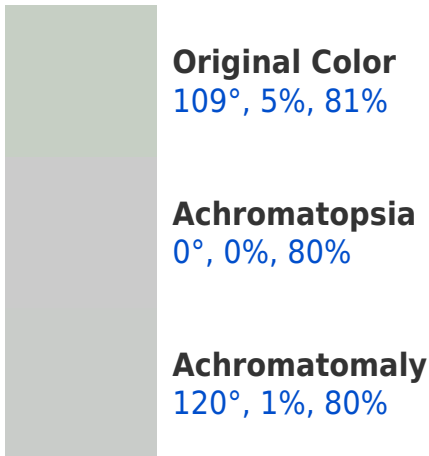 Original Color
109°, 5%, 81%
Achromatopsia
0°, 0%, 80%
Achromatomaly
120°, 1%, 80%